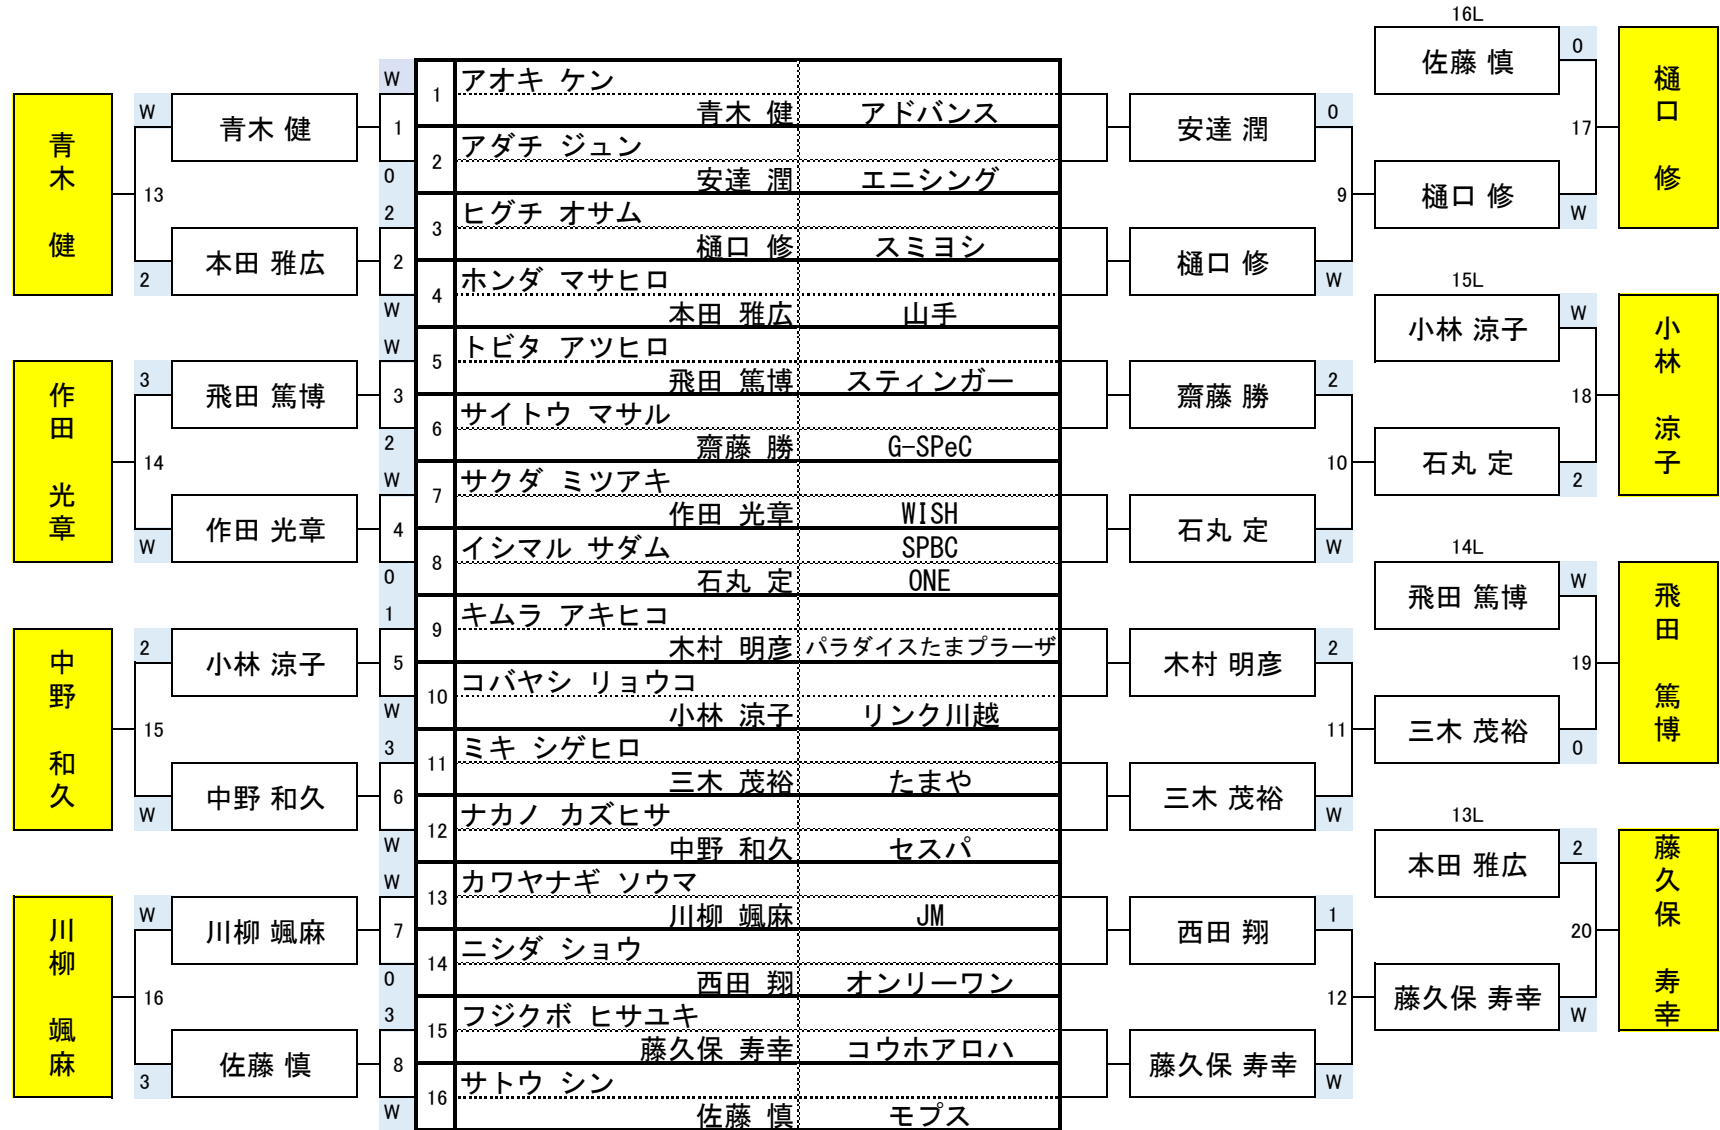 16L
佐藤 慎
0
樋口 修
17
樋口 修
W
15L
小林 涼子
W
小林 涼子
18
石丸 定
2
14L
飛田 篤博
W
飛田 篤博
19
三木 茂裕
0
13L
本田 雅広
2
藤久保 寿幸
20
藤久保 寿幸
W
青木 健
W
青木 健
13
本田 雅広
2
作田 光章
3
飛田 篤博
14
作田 光章
W
中野 和久
2
小林 涼子
15
中野 和久
W
川柳 颯麻
W
川柳 颯麻
16
佐藤 慎
3
W
1
0
2
2
W
W
3
2
W
4
0
1
5
W
3
6
W
W
7
0
3
8
W
1
アオキ ケン
青木 健 アドバンス
2
アダチ ジュン
安達 潤 エニシング
3
ヒグチ オサム
樋口 修 スミヨシ
4
ホンダ マサヒロ
本田 雅広 山手
5
トビタ アツヒロ
飛田 篤博 スティンガー
6
サイトウ マサル
齋藤 勝 G-SPeC
7
サクダ ミツアキ
作田 光章 WISH
8
イシマル サダム SPBC
石丸 定 ONE
9
キムラ アキヒコ
木村 明彦 パラダイスたまプラーザ
10
コバヤシ リョウコ
小林 涼子 リンク川越
11
ミキ シゲヒロ
三木 茂裕 たまや
12
ナカノ カズヒサ
中野 和久 セスパ
13
カワヤナギ ソウマ
川柳 颯麻 JM
14
ニシダ ショウ
西田 翔 オンリーワン
15
フジクボ ヒサユキ
藤久保 寿幸 コウホアロハ
16
サトウ シン
佐藤 慎 モプス
安達 潤
0
9
樋口 修
W
齋藤 勝
2
10
石丸 定
W
木村 明彦
2
11
三木 茂裕
W
西田 翔
1
12
藤久保 寿幸
W